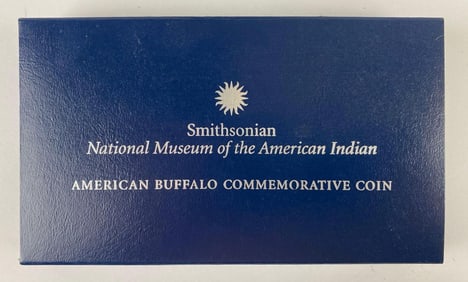 Smithsonian
National Museum of the American Indian
AMERICAN BUFFALO COMMEMORATIVE COIN